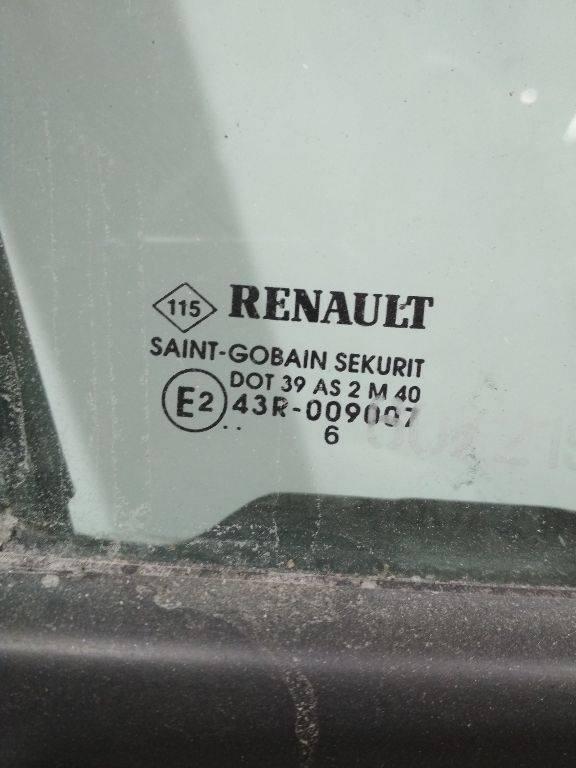 115 RENAULT
SAINT-GOBAIN SEKURIT
DOT 39 AS 2 M 40
E2 43R-009007
. . 6